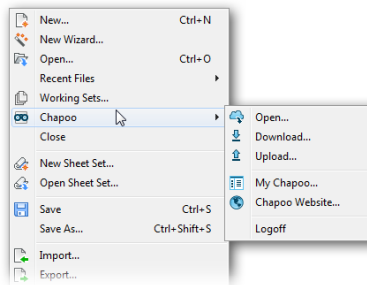 New... Ctrl+N
New Wizard...
Open... Ctrl+O
Recent Files
Working Sets...
Chapoo
Close
New Sheet Set...
Open Sheet Set...
Save Ctrl+S
Save As... Ctrl+Shift+S
Import...
Export...
Open...
Download...
Upload...
My Chapoo...
Chapoo Website...
Logoff